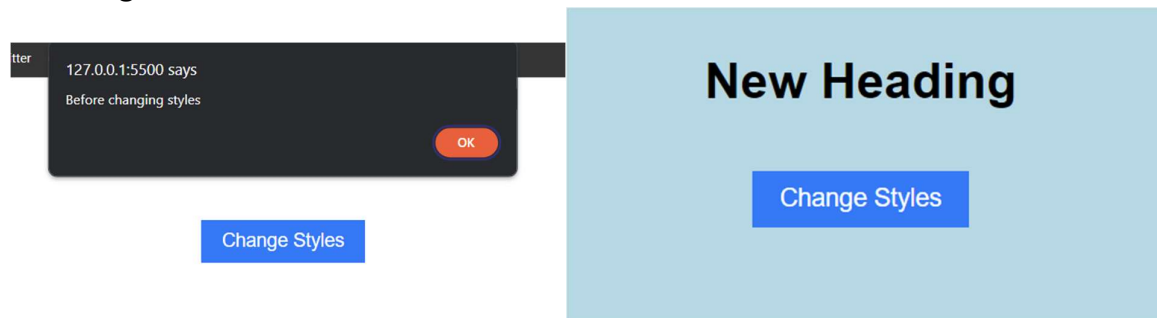 tter
127.0.0.1:5500 says
Before changing styles
OK
Change Styles
New Heading
Change Styles